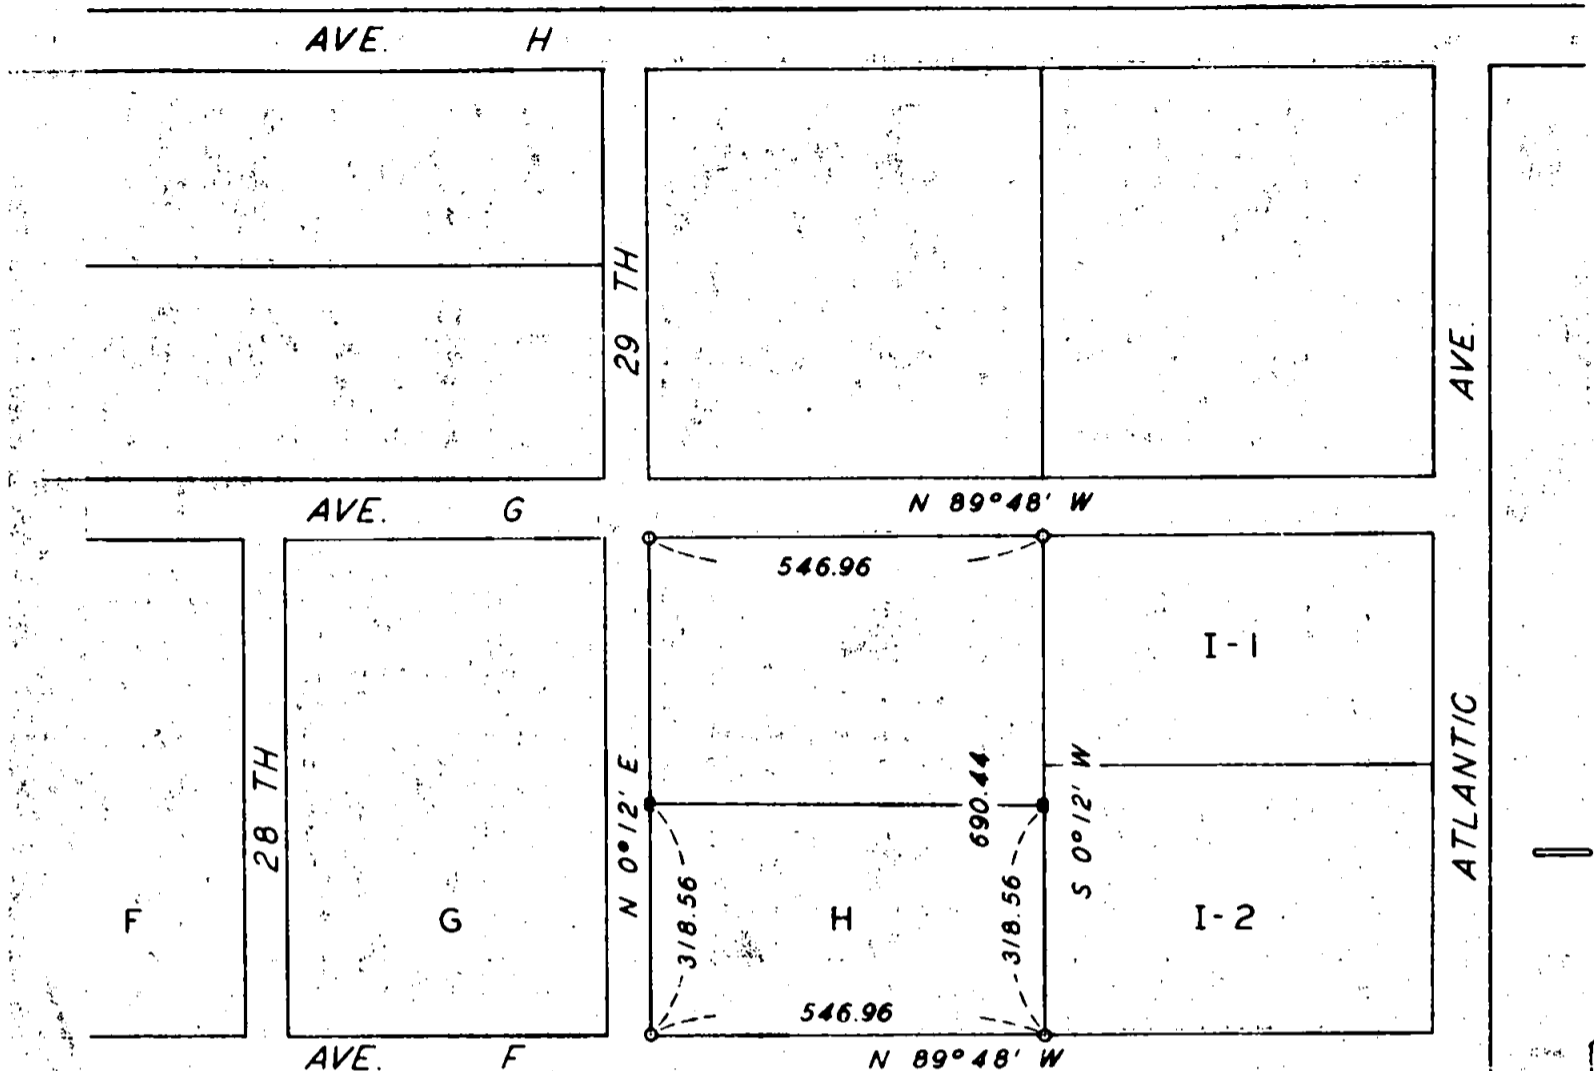 AVE. H
29 TH
AVE.
AVE. G
N 89°48' W
546.96
I-1
28 TH
N 0°12' E
690.44
S 0°12' W
ATLANTIC
318.56
318.56
F
G
H
I-2
546.96
AVE. F
N 89°48' W